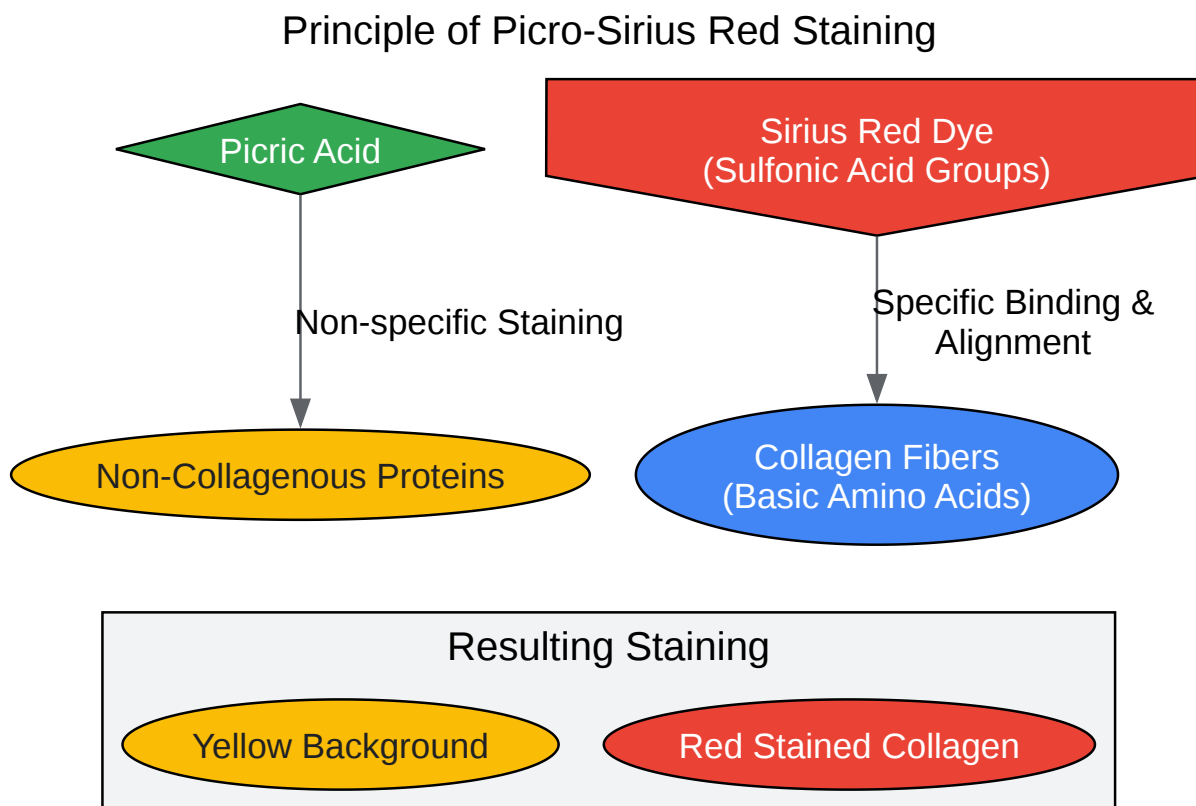 Principle of Picro-Sirius Red Staining
Picric Acid
Sirius Red Dye
(Sulfonic Acid Groups)
Non-specific Staining
Specific Binding &
Alignment
Non-Collagenous Proteins
Collagen Fibers
(Basic Amino Acids)
Resulting Staining
Yellow Background
Red Stained Collagen